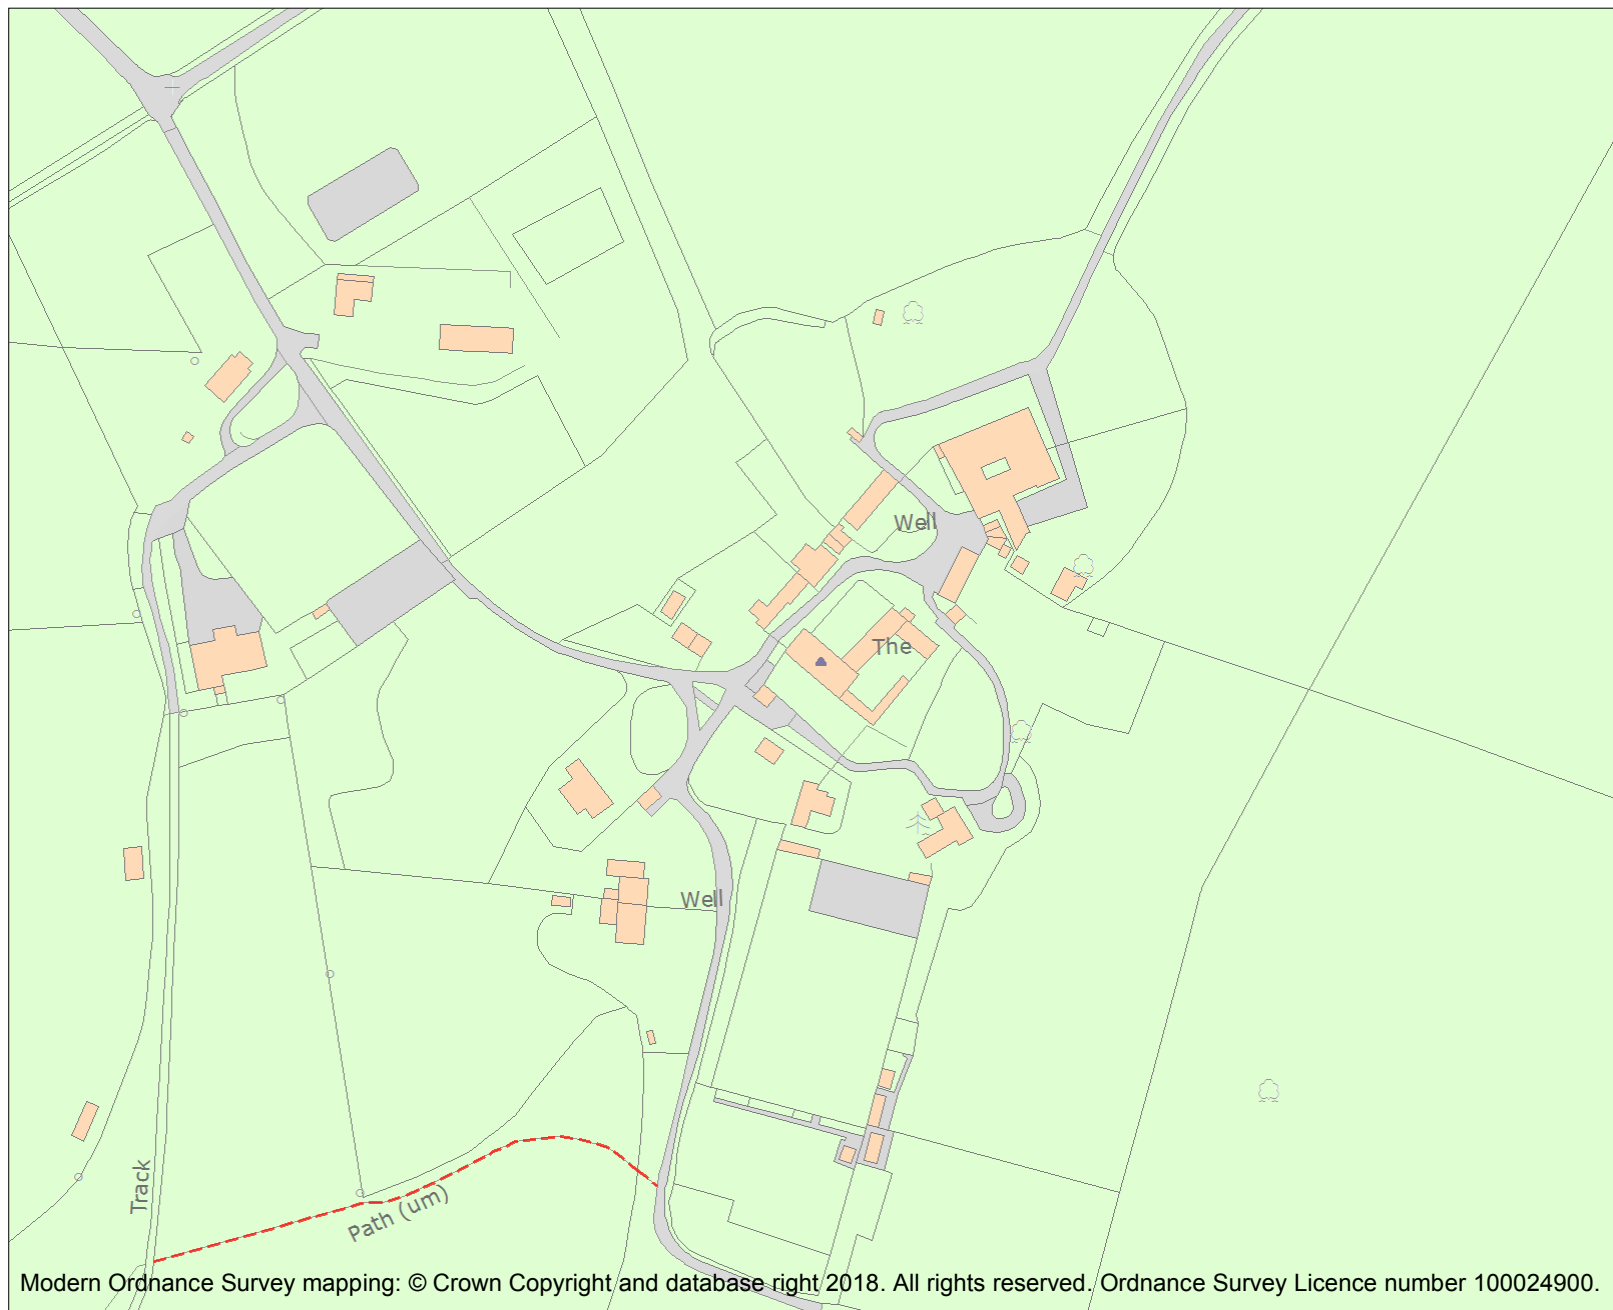 Well
The
Well
Track
Path (um)
Modern Ordnance Survey mapping: © Crown Copyright and database right 2018. All rights reserved. Ordnance Survey Licence number 100024900.